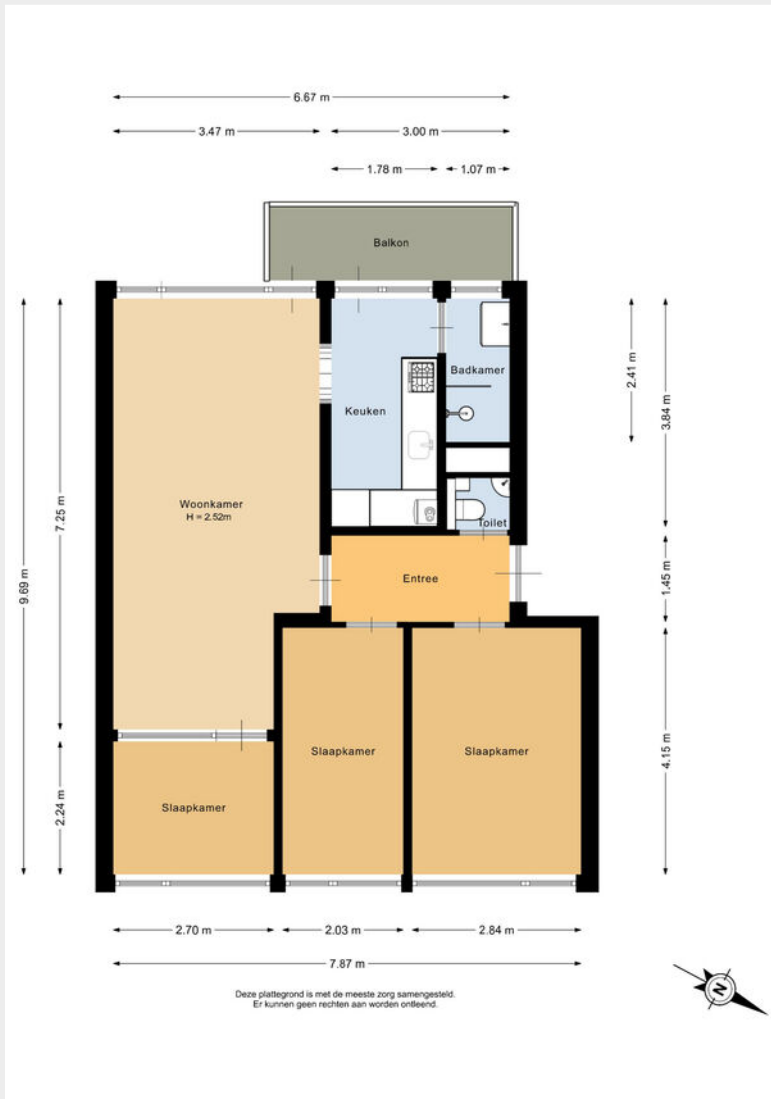 6.67 m
3.47 m
3.00 m
1.78 m
1.07 m
Balkon
Badkamer
Keuken
2.41 m
3.84 m
Woonkamer
H = 2.52m
7.25 m
9.69 m
Toilet
Entree
1.45 m
Slaapkamer
Slaapkamer
4.15 m
Slaapkamer
2.24 m
2.70 m
2.03 m
2.84 m
7.87 m
Deze plattegrond is met de meeste zorg samengesteld.
Er kunnen geen rechten aan worden ontleend.
N